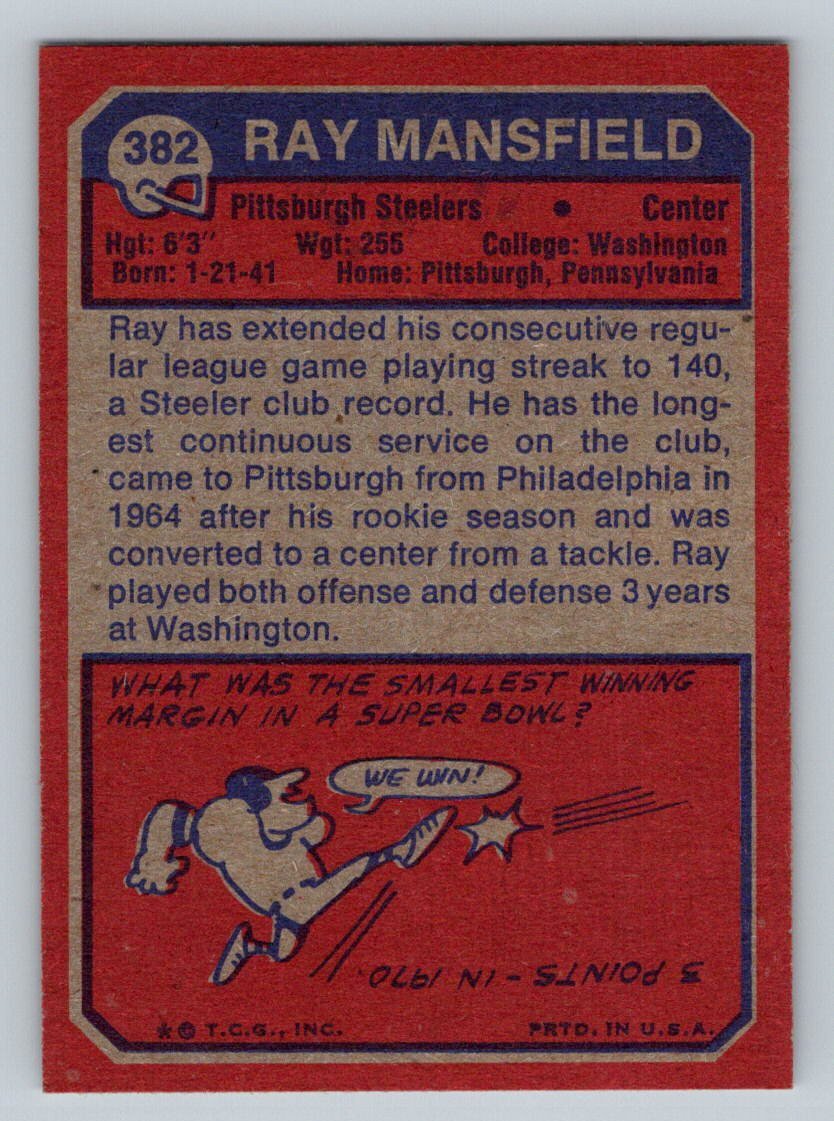 382 RAY MANSFIELD
Pittsburgh Steelers • Center
Hgt: 6'3" Wgt: 255 College: Washington
Born: 1-21-41 Home: Pittsburgh, Pennsylvania
Ray has extended his consecutive regu-
lar league game playing streak to 140,
a Steeler club record. He has the long-
est continuous service on the club,
came to Pittsburgh from Philadelphia in
1964 after his rookie season and was
converted to a center from a tackle. Ray
played both offense and defense 3 years
at Washington.
WHAT WAS THE SMALLEST WINNING
MARGIN IN A SUPER BOWL?
WE WIN!
3 POINTS - IN 1970.
* © T.C.G., INC. PRTD. IN U.S.A.